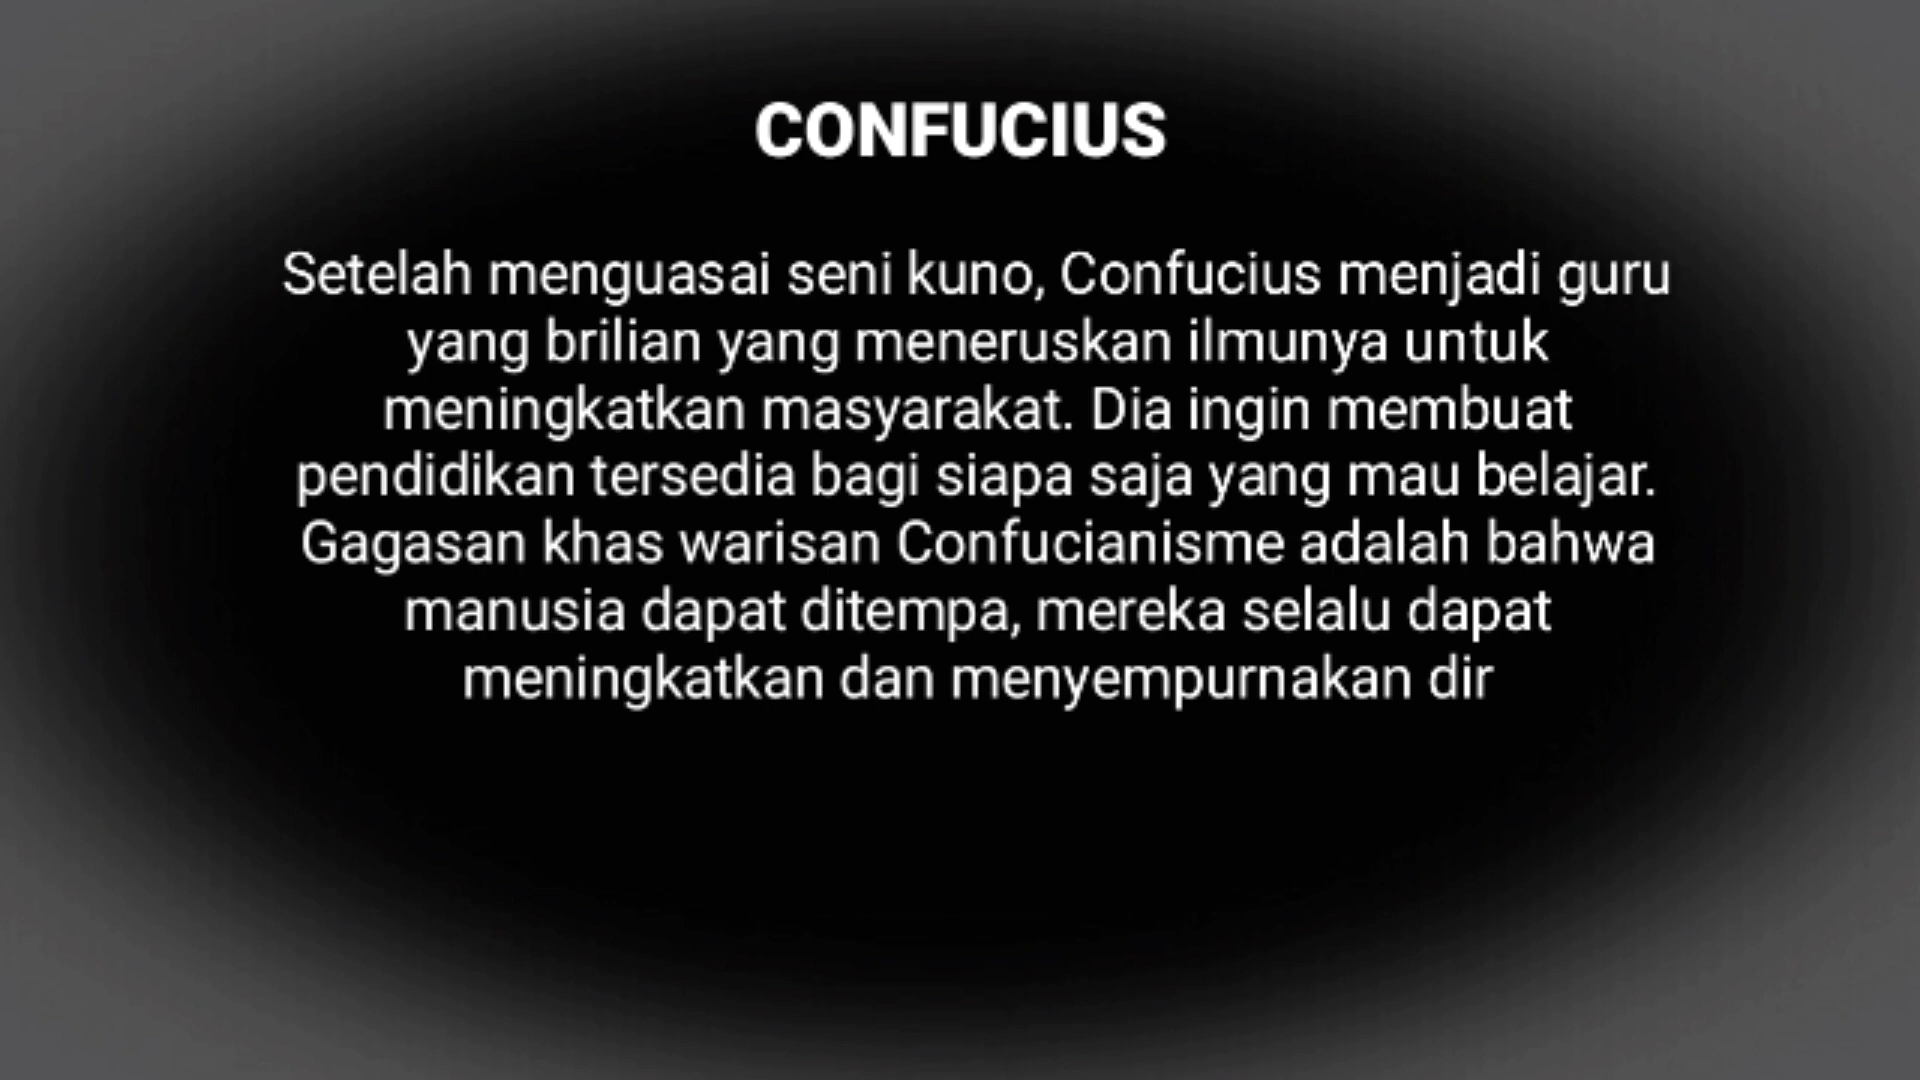 CONFUCIUS
Setelah menguasai seni kuno, Confucius menjadi guru
yang brilian yang meneruskan ilmunya untuk
meningkatkan masyarakat. Dia ingin membuat
pendidikan tersedia bagi siapa saja yang mau belajar.
Gagasan khas warisan Confucianisme adalah bahwa
manusia dapat ditempa, mereka selalu dapat
meningkatkan dan menyempurnakan dir